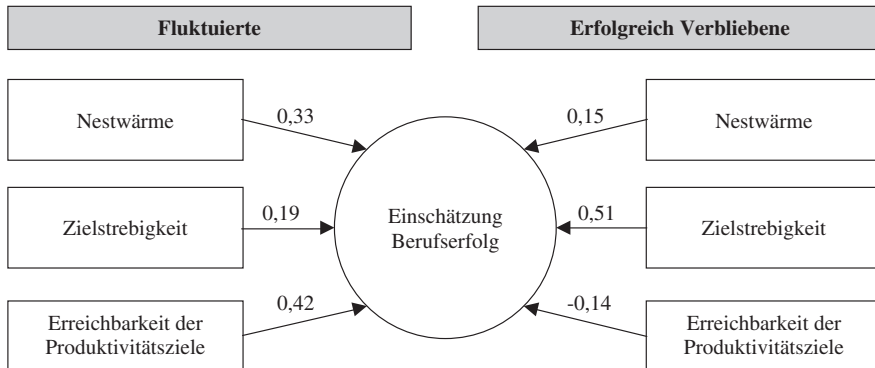 Fluktuierte
Erfolgreich Verbliebene
Nestwärme
0,33
0,15
Nestwärme
Zielstrebigkeit
0,19
Einschätzung
Berufserfolg
0,51
Zielstrebigkeit
Erreichbarkeit der
Produktivitätsziele
0,42
-0,14
Erreichbarkeit der
Produktivitätsziele